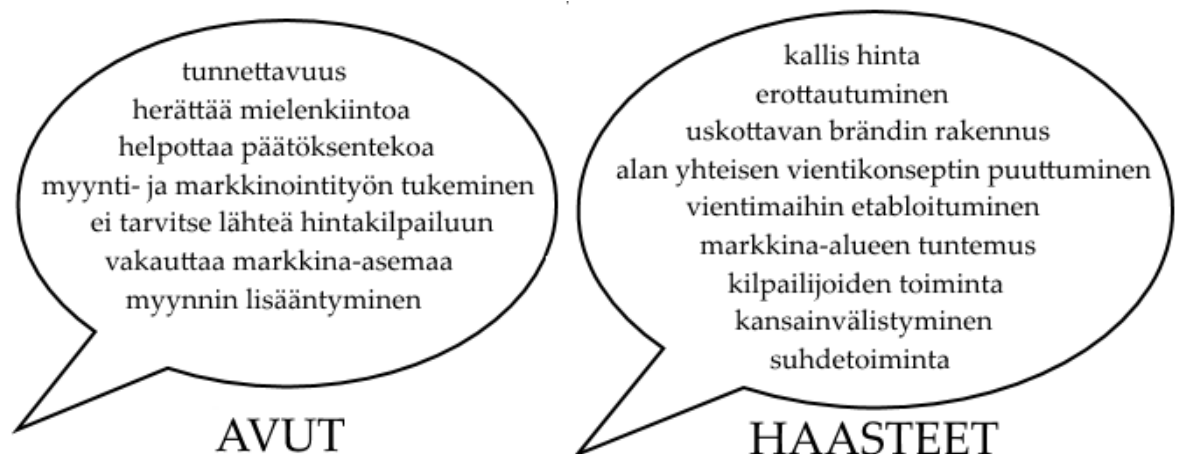 tunnettavuus
herättää mielenkiintoa
helpottaa päätöksentekoa
myynti- ja markkinointityön tukeminen
ei tarvitse lähteä hintakilpailuun
vakauttaa markkina-asemaa
myynnin lisääntyminen
AVUT
kallis hinta
erottautuminen
uskottavan brändin rakennus
alan yhteisen vientikonseptin puuttuminen
vientimaihin etabloituminen
markkina-alueen tuntemus
kilpailijoiden toiminta
kansainvälistyminen
suhdetoiminta
HAASTEET